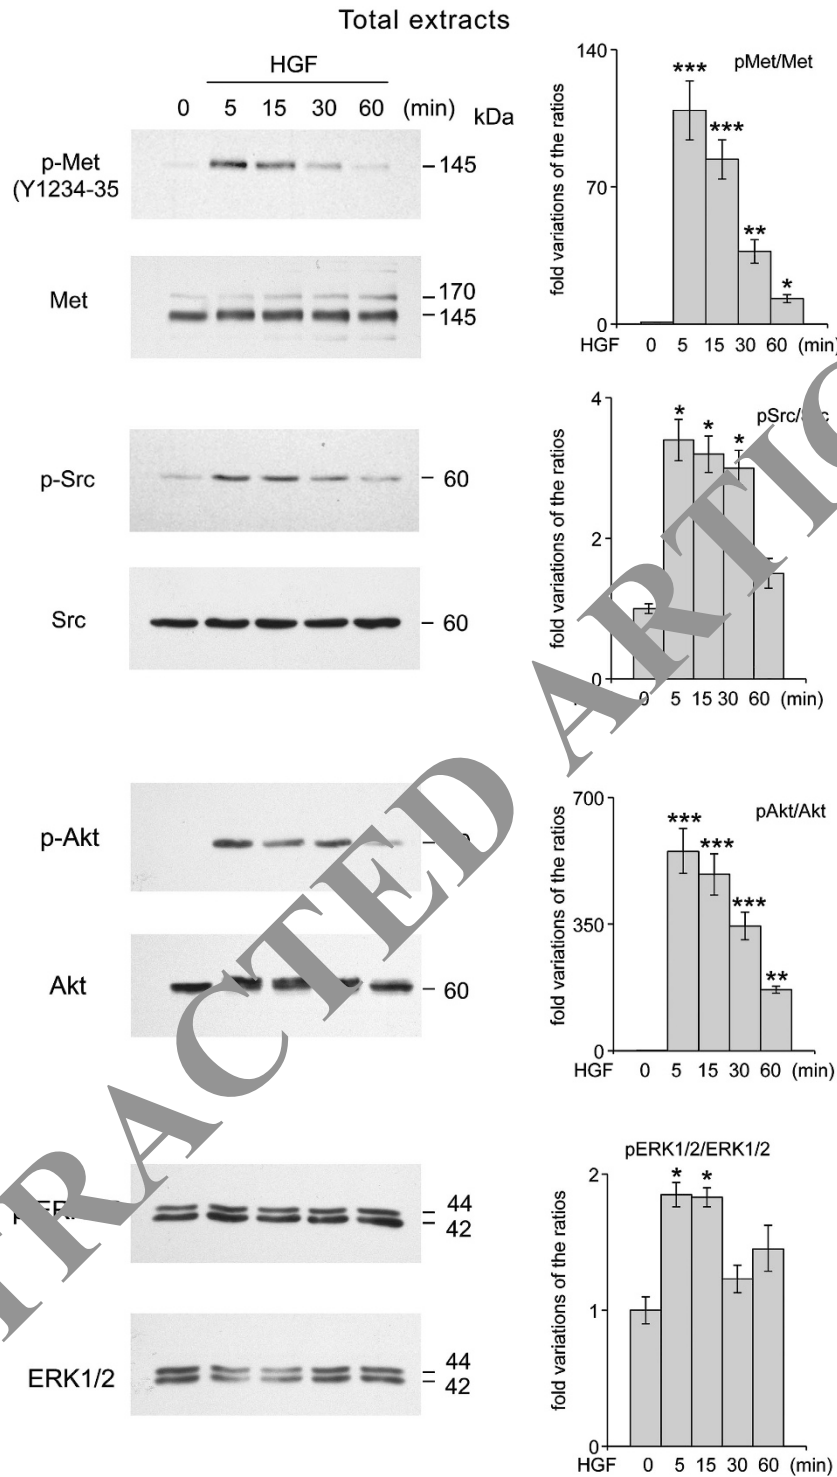 Total extracts
HGF
0 5 15 30 60 (min) kDa
p-Met
(Y1234-35
145
Met
170
145
p-Src
60
Src
60
p-Akt
Akt
60
44
42
ERK1/2
44
42
140
70
0
fold variations of the ratios
pMet/Met
***
***
**
*
HGF 0 5 15 30 60 (min)
4
2
0
fold variations of the ratios
*
*
*
0 5 15 30 60 (min)
700
350
0
fold variations of the ratios
pAkt/Akt
***
***
***
**
HGF 0 5 15 30 60 (min)
pERK1/2/ERK1/2
2
1
0
fold variations of the ratios
*
*
HGF 0 5 15 30 60 (min)
TRACTED ARTIC